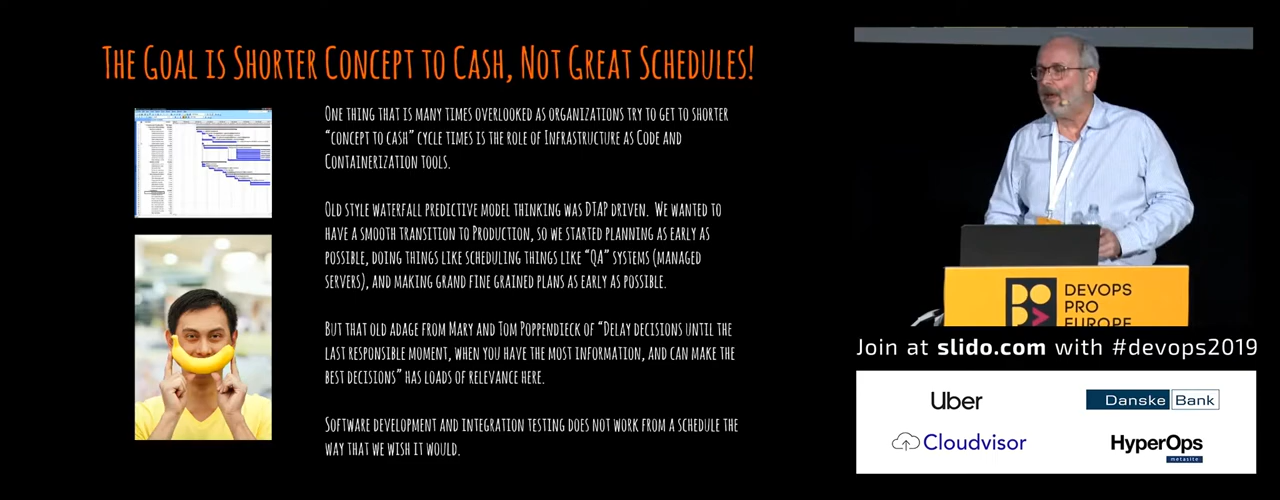 The Goal is Shorter Concept to Cash, Not Great Schedules!
One thing that is many times overlooked as organizations try to get to shorter
“concept to cash” cycle times is the role of Infrastructure as Code and
Containerization tools.
Old style waterfall predictive model thinking was DTAP driven. We wanted to
have a smooth transition to Production, so we started planning as early as
possible, doing things like scheduling things like “QA” systems (managed
servers), and making grand fine grained plans as early as possible.
But that old adage from Mary and Tom Poppendieck of “Delay decisions until the
last responsible moment, when you have the most information, and can make the
best decisions” has loads of relevance here.
Software development and integration testing does not work from a schedule the
way that we wish it would.
DEVOPS
PRO
EUROPE
Join at slido.com with #devops2019
Uber
Danske Bank
Cloudvisor
HyperOps
metasite